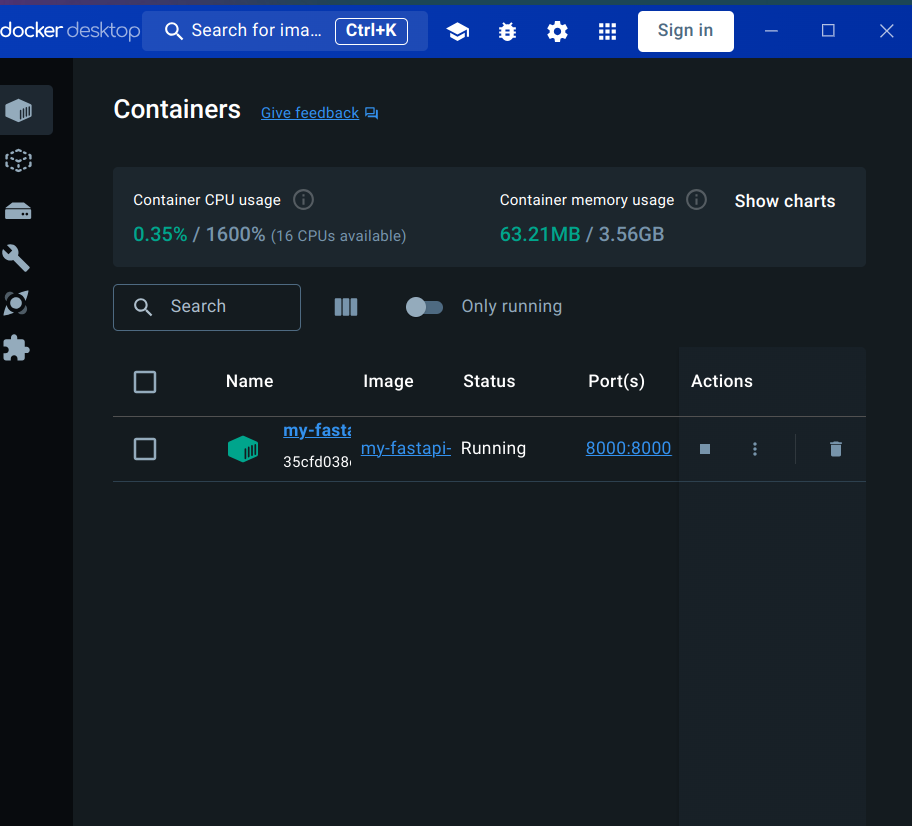 docker desktop Search for ima... Ctrl+K Sign in
Containers Give feedback
Container CPU usage Container memory usage Show charts
0.35% / 1600% (16 CPUs available) 63.21MB / 3.56GB
Search Only running
Name Image Status Port(s) Actions
my-fasta
my-fastapi- Running 8000:8000
35cfd038